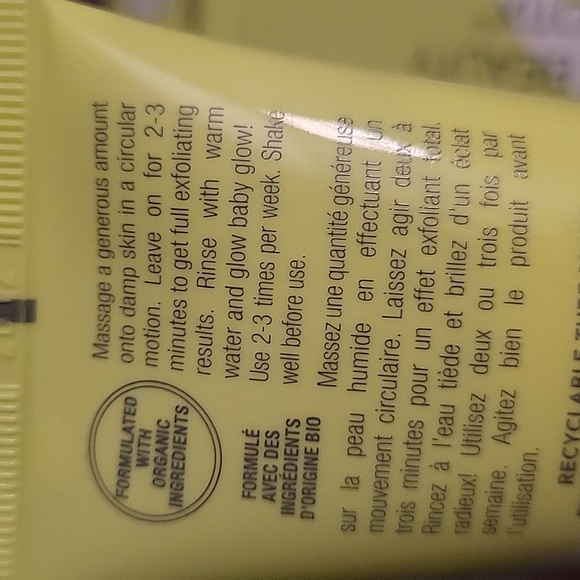 Massage a generous amount
onto damp skin in a circular
motion. Leave on for 2-3
minutes to get full exfoliating
results. Rinse with warm
water and glow baby glow!
Use 2-3 times per week. Shake
well before use.
FORMULATED
WITH
ORGANIC
INGREDIENTS
FORMULÉ
AVEC DES
INGRÉDIENTS
D'ORIGINE BIO
Massez une quantité généreuse
sur la peau humide en effectuant un
mouvement circulaire. Laissez agir deux à
trois minutes pour un effet exfoliant total.
Rincez à l'eau tiède et brillez d'un éclat
radieux! Utilisez deux ou trois fois par
semaine. Agitez bien le produit avant
l'utilisation.
RECYCLABLE